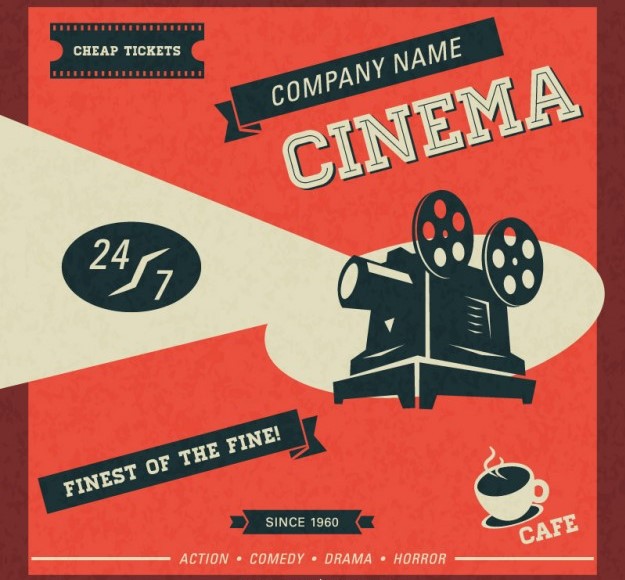 CHEAP TICKETS
COMPANY NAME
CINEMA
24/7
FINEST OF THE FINE!
SINCE 1960
CAFE
ACTION • COMEDY • DRAMA • HORROR